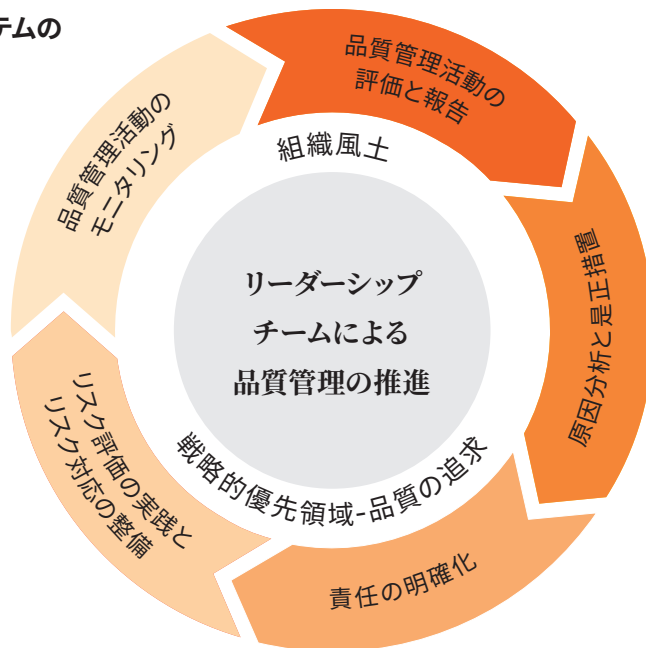 テムの
品質管理活動の
評価と報告
原因分析と是正措置
責任の明確化
リスク評価の実践と
リスク対応の整備
品質管理活動の
モニタリング
組織風土
リーダーシップ
チームによる
品質管理の推進
戦略的優先領域-品質の追求